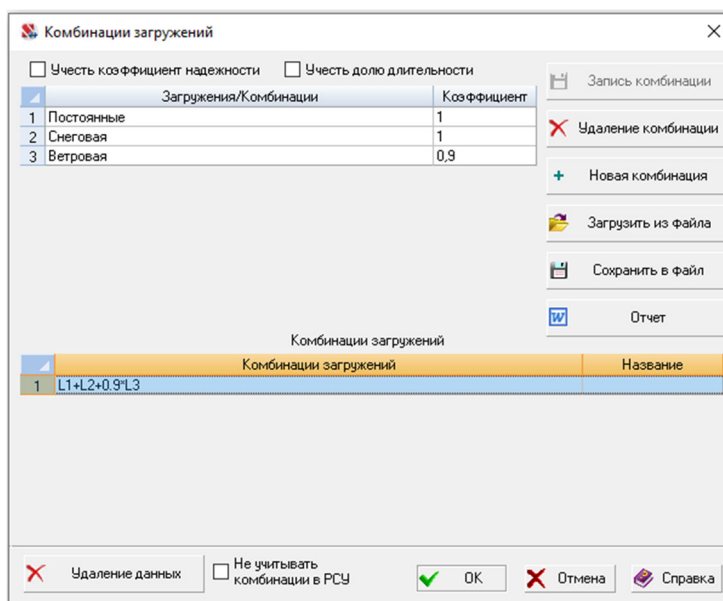 Комбинации загружений
Учесть коэффициент надежности
Учесть долю длительности
Загружения/Комбинации Коэффициент
1 Постоянные 1
2 Снеговая 1
3 Ветровая 0,9
Запись комбинации
Удаление комбинации
Новая комбинация
Загрузить из файла
Сохранить в файл
W Отчет
Комбинации загружений
Комбинации загружений Название
1 L1+L2+0.9*L3
Удаление данных
Не учитывать
комбинации в РСУ
OK
Отмена
Справка